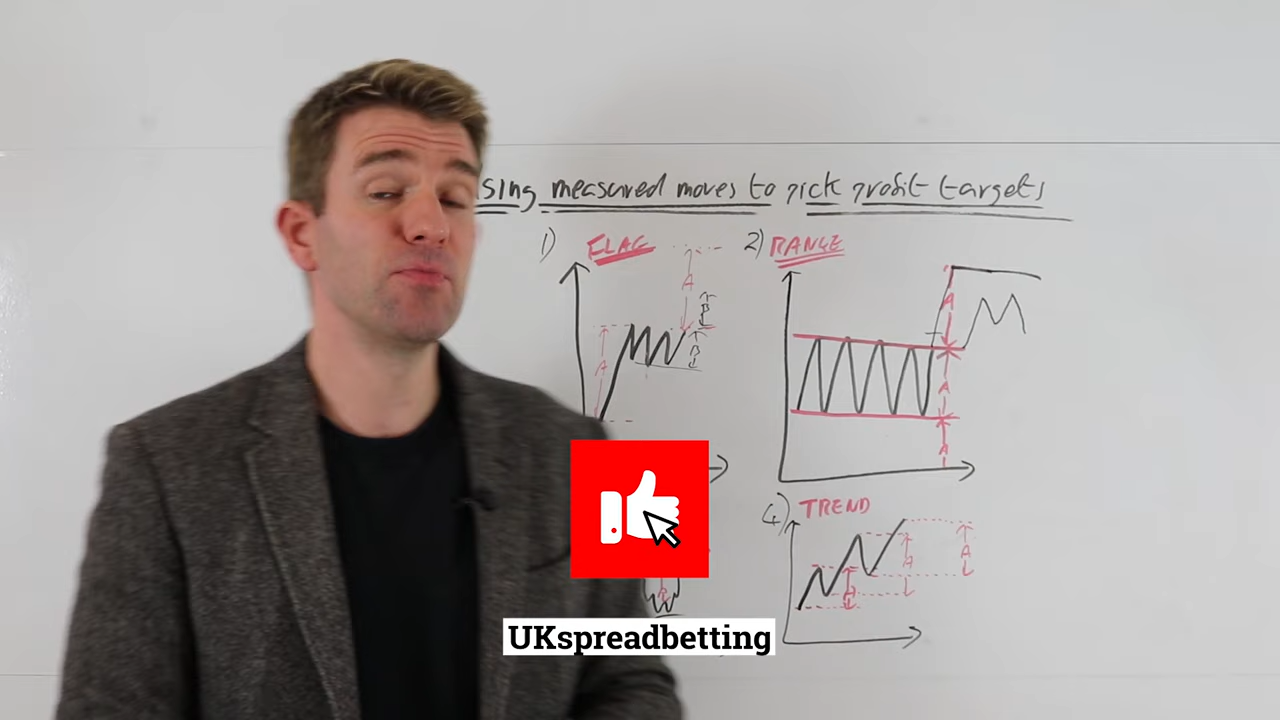 sing measured moves to pick profit targets
1) FLAG
2) RANGE
A
A
B
B
A
A
A
4) TREND
A
A
A
B
UKspreadbetting